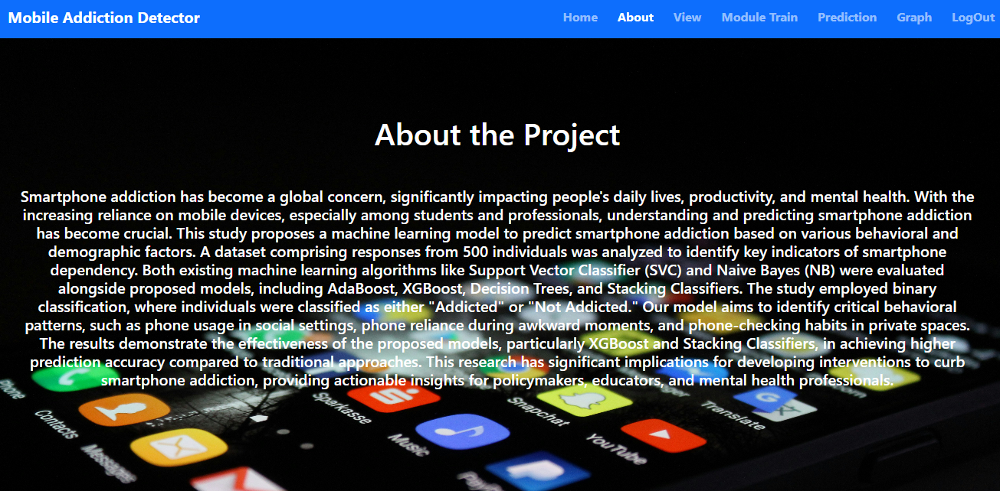 Mobile Addiction Detector
Home About View Module Train Prediction Graph LogOut
About the Project
Smartphone addiction has become a global concern, significantly impacting people's daily lives, productivity, and mental health. With the
increasing reliance on mobile devices, especially among students and professionals, understanding and predicting smartphone addiction
has become crucial. This study proposes a machine learning model to predict smartphone addiction based on various behavioral and
demographic factors. A dataset comprising responses from 500 individuals was analyzed to identify key indicators of smartphone
dependency. Both existing machine learning algorithms like Support Vector Classifier (SVC) and Naive Bayes (NB) were evaluated
alongside proposed models, including AdaBoost, XGBoost, Decision Trees, and Stacking Classifiers. The study employed binary
classification, where individuals were classified as either "Addicted" or "Not Addicted." Our model aims to identify critical behavioral
patterns, such as phone usage in social settings, phone reliance during awkward moments, and phone-checking habits in private spaces.
The results demonstrate the effectiveness of the proposed models, particularly XGBoost and Stacking Classifiers, in achieving higher
prediction accuracy compared to traditional approaches. This research has significant implications for developing interventions to curb
smartphone addiction, providing actionable insights for policymakers, educators, and mental health professionals.
Phone
Contacts
Messages
Sparkasse
Music
Snapchat
YouTube
Translate